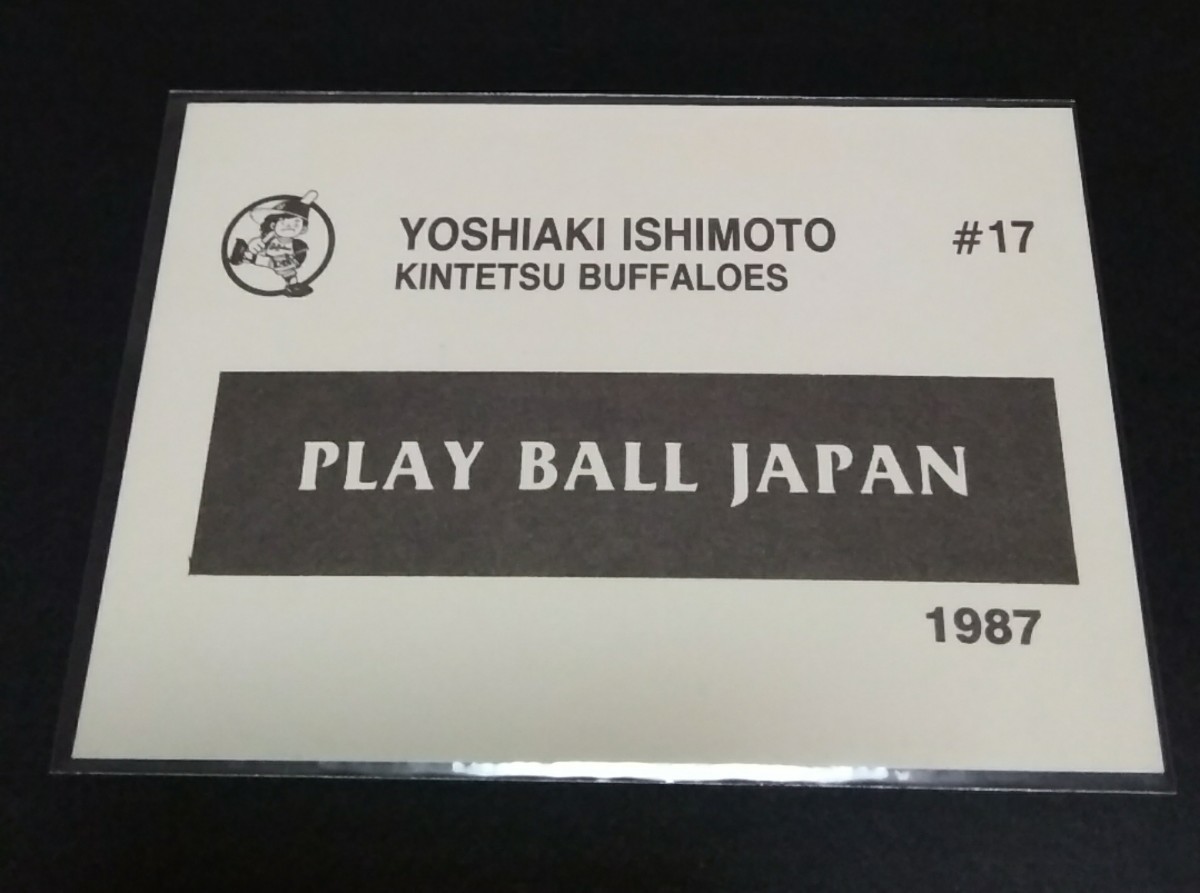 YOSHIAKI ISHIMOTO #17
KINTETSU BUFFALOES
PLAY BALL JAPAN
1987